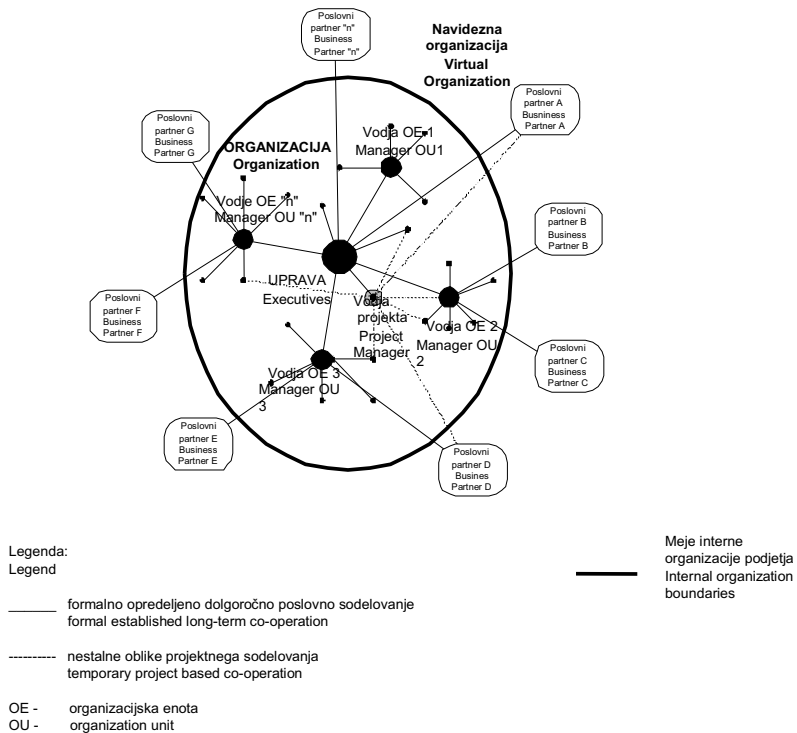 Poslovni
partner "n"
Business
Partner "n"
Navidezna
organizacija
Virtual
Organization
Poslovni
partner A
Business
Partner A
Poslovni
partner G
Business
Partner G
ORGANIZACIJA
Organization
Vodja OE 1
Manager OU1
Vodje OE "n"
Manager OU "n"
Poslovni
partner B
Business
Partner B
UPRAVA
Executives
Vodja
projekta
Project
Manager
Vodja OE 2
Manager OU
2
Poslovni
partner F
Business
Partner F
Vodja OE 3
Manager OU
3
Poslovni
partner C
Business
Partner C
Poslovni
partner E
Business
Partner E
Poslovni
partner D
Busines
Partner D
Legenda:
Legend
formalno opredeljeno dolgoročno poslovno sodelovanje
formal established long-term co-operation
nestalne oblike projektnega sodelovanja
temporary project based co-operation
OE - organizacijska enota
OU - organization unit
Meje interne
organizacije podjetja
Internal organization
boundaries